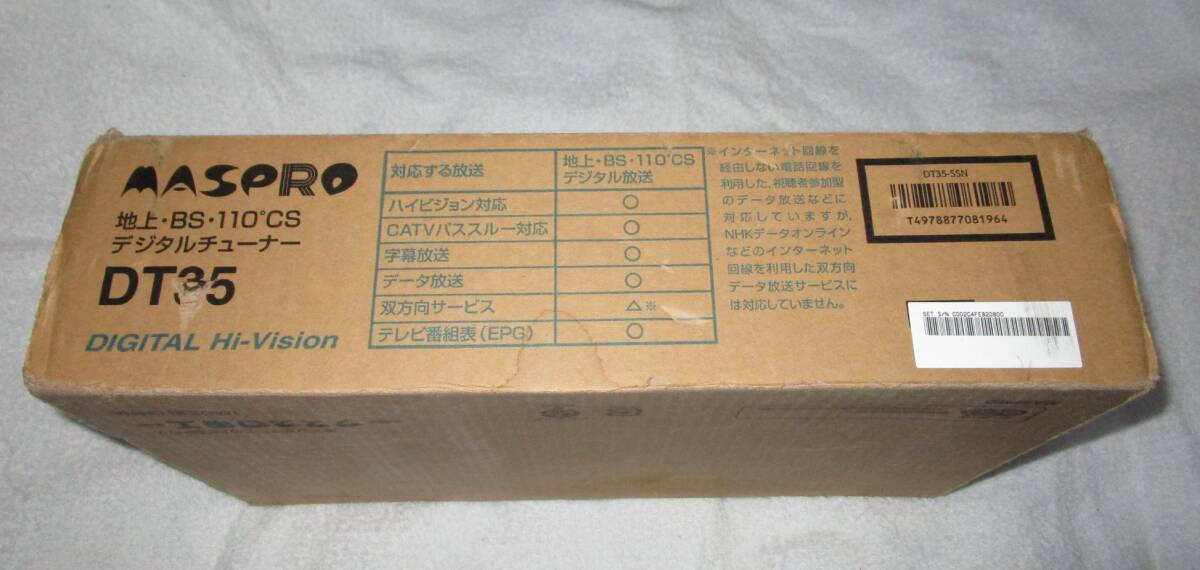 MASPRO
地上・BS・110°CS
デジタルチューナー
DT35
DIGITAL Hi-Vision
対応する放送
地上・BS・110°CS
デジタル放送
ハイビジョン対応 ○
CATVパススルー対応 ○
字幕放送 ○
データ放送 ○
双方向サービス △※
テレビ番組表(EPG) ○
※インターネット回線を
経由しない電話回線を
利用した、視聴者参加型
のデータ放送などに
対応していますが、
NHKデータオンライン
などのインターネット
回線を利用した双方向
データ放送サービスに
は対応していません。
DT35-SSN
T4978877081964